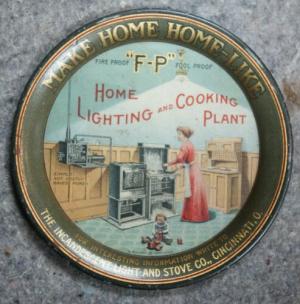 MAKE HOME HOME-LIKE
FIRE PROOF "F-P" FOOL PROOF
HOME
LIGHTING AND COOKING
PLANT
SIMPLE
FOR INTERESTING INFORMATION WRITE TO
THE INCANDESCENT LIGHT AND STOVE CO., CINCINNATI, O.